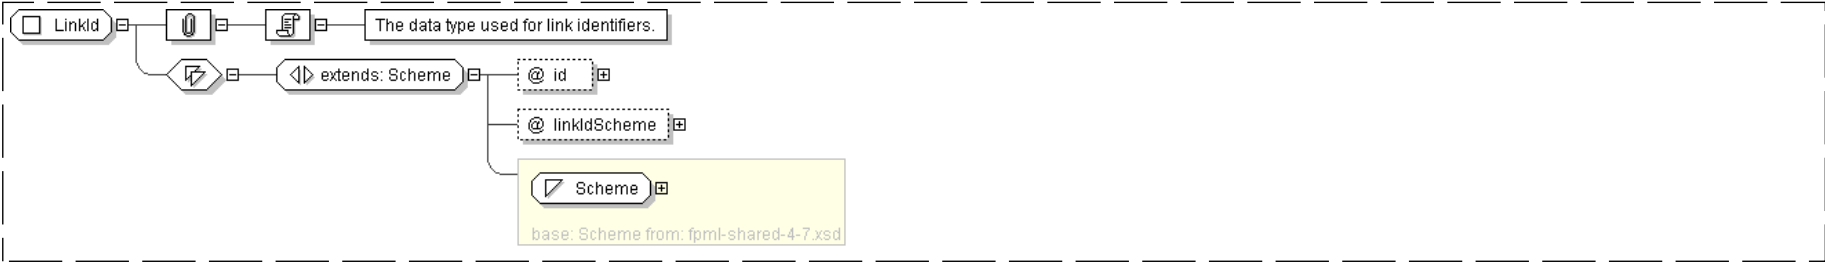 LinkId
The data type used for link identifiers.
extends: Scheme
@ id
@ linkIdScheme
Scheme
base: Scheme from: fpml-shared-4-7.xsd